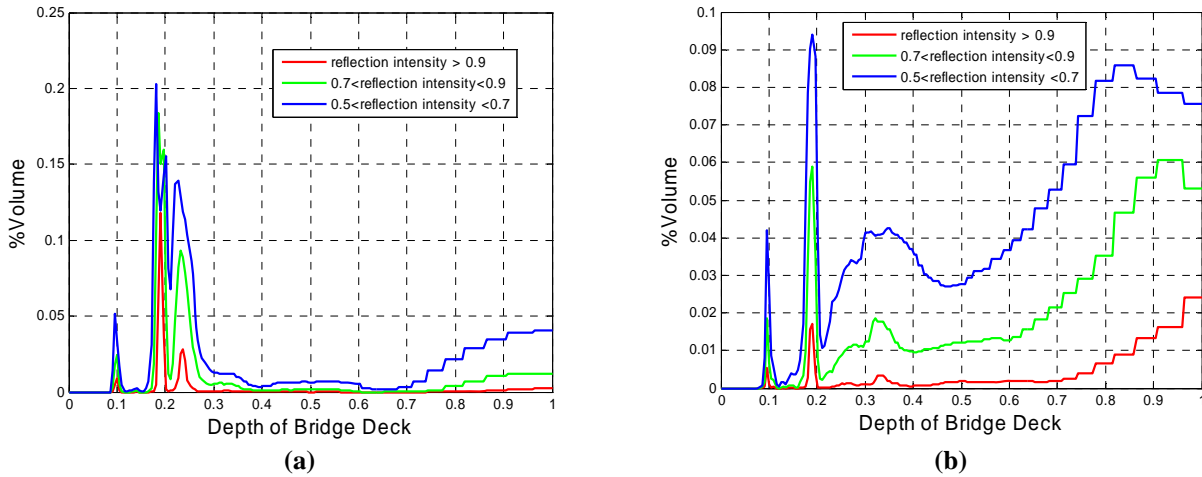 0.25
0.2
0.15
0.1
0.05
0
%Volume
reflection intensity > 0.9
0.7<reflection intensity<0.9
0.5<reflection intensity <0.7
0 0.1 0.2 0.3 0.4 0.5 0.6 0.7 0.8 0.9 1
Depth of Bridge Deck
(a)
0.1
0.09
0.08
0.07
0.06
0.05
0.04
0.03
0.02
0.01
0
%Volume
reflection intensity > 0.9
0.7<reflection intensity<0.9
0.5<reflection intensity <0.7
0 0.1 0.2 0.3 0.4 0.5 0.6 0.7 0.8 0.9 1
Depth of Bridge Deck
(b)